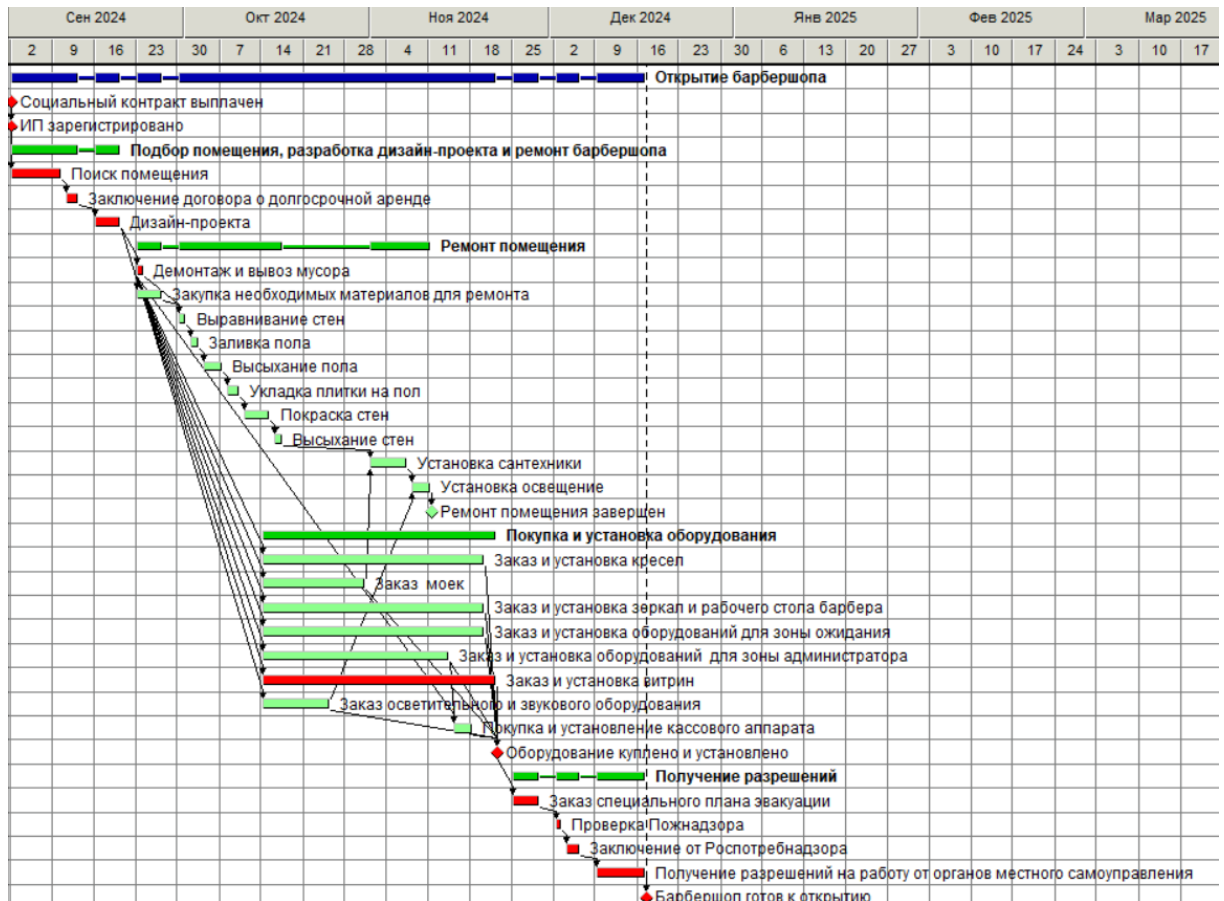 Сен 2024 Окт 2024 Ноя 2024 Дек 2024 Янв 2025 Фев 2025 Мар 2025
2 9 16 23 30 7 14 21 28 4 11 18 25 2 9 16 23 30 6 13 20 27 3 10 17 24 3 10 17
Открытие барбершопа
Социальный контракт выплачен
ИП зарегистрировано
Подбор помещения, разработка дизайн-проекта и ремонт барбершопа
Поиск помещения
Заключение договора о долгосрочной аренде
Дизайн-проекта
Ремонт помещения
Демонтаж и вывоз мусора
Закупка необходимых материалов для ремонта
Выравнивание стен
Заливка пола
Высыхание пола
Укладка плитки на пол
Покраска стен
Высыхание стен
Установка сантехники
Установка освещение
Ремонт помещения завершен
Покупка и установка оборудования
Заказ и установка кресел
Заказ моек
Заказ и установка зеркал и рабочего стола барбера
Заказ и установка оборудований для зоны ожидания
Заказ и установка оборудований для зоны администратора
Заказ и установка витрин
Заказ осветительного и звукового оборудования
Покупка и установление кассового аппарата
Оборудование куплено и установлено
Получение разрешений
Заказ специального плана эвакуации
Проверка Пожнадзора
Заключение от Роспотребнадзора
Получение разрешений на работу от органов местного самоуправления
Барбершоп готов к открытию